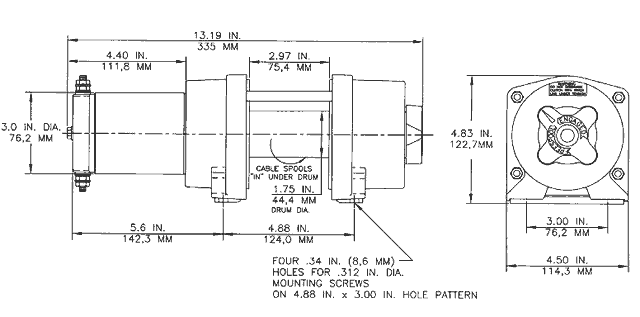 13.19 IN.
335 MM
4.40 IN.
111,8 MM
2.97 IN.
75,4 MM
3.0 IN. DIA.
76,2 MM
CABLE SPOOLS
"IN" UNDER DRUM
1.75 IN.
44,4 MM
DRUM DIA.
5.6 IN.
142,3 MM
4.88 IN.
124,0 MM
FOUR .34 IN. (8,6 MM)
HOLES FOR .312 IN. DIA.
MOUNTING SCREWS
ON 4.88 IN. x 3.00 IN. HOLE PATTERN
4.83 IN.
122,7MM
3.00 IN.
76,2 MM
4.50 IN.
114,3 MM